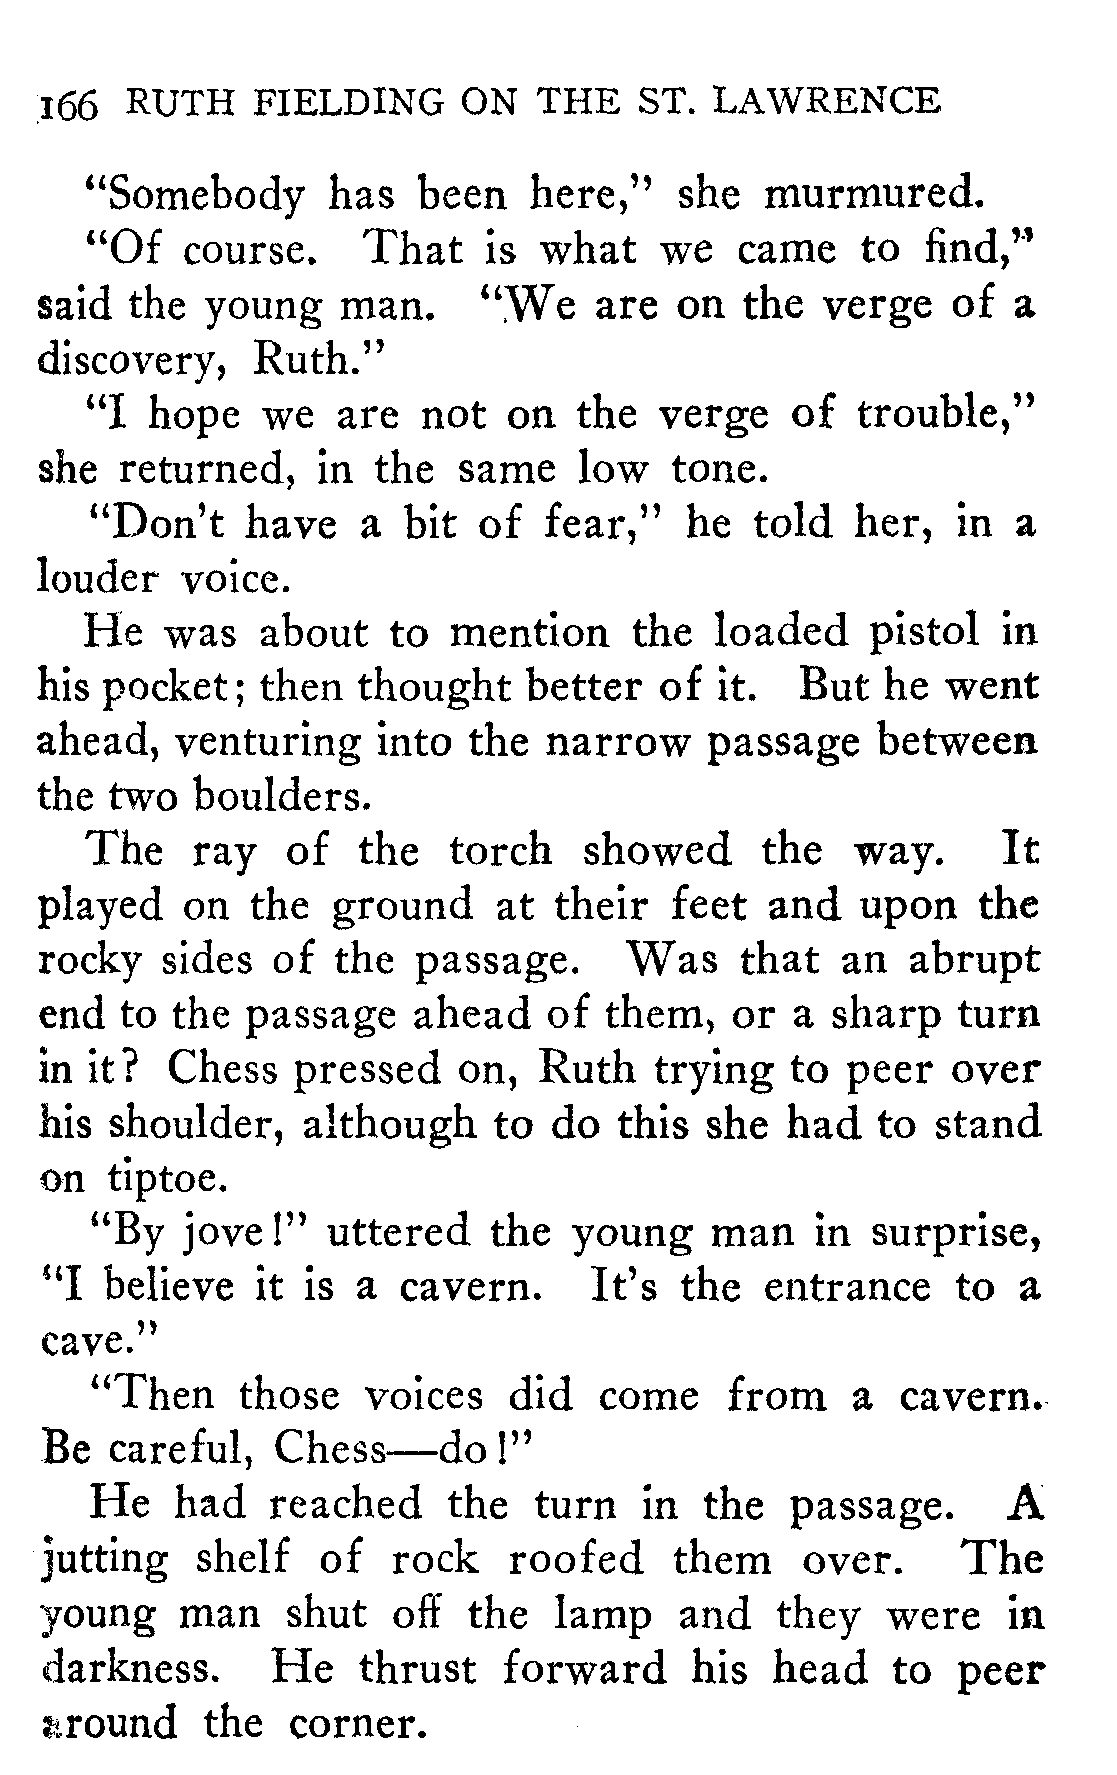 166 RUTH FIELDING ON THE ST. LAWRENCE
“Somebody has been here,” she murmured.
“Of course. That is what we came to find,”
said the young man. “We are on the verge of a
discovery, Ruth.”
“I hope we are not on the verge of trouble,”
she returned, in the same low tone.
“Don’t have a bit of fear,” he told her, in a
louder voice.
He was about to mention the loaded pistol in
his pocket; then thought better of it. But he went
ahead, venturing into the narrow passage between
the two boulders.
The ray of the torch showed the way. It
played on the ground at their feet and upon the
rocky sides of the passage. Was that an abrupt
end to the passage ahead of them, or a sharp turn
in it? Chess pressed on, Ruth trying to peer over
his shoulder, although to do this she had to stand
on tiptoe.
“By jove!” uttered the young man in surprise,
“I believe it is a cavern. It’s the entrance to a
cave.”
“Then those voices did come from a cavern.
Be careful, Chess—do!”
He had reached the turn in the passage. A
jutting shelf of rock roofed them over. The
young man shut off the lamp and they were in
darkness. He thrust forward his head to peer
around the corner.